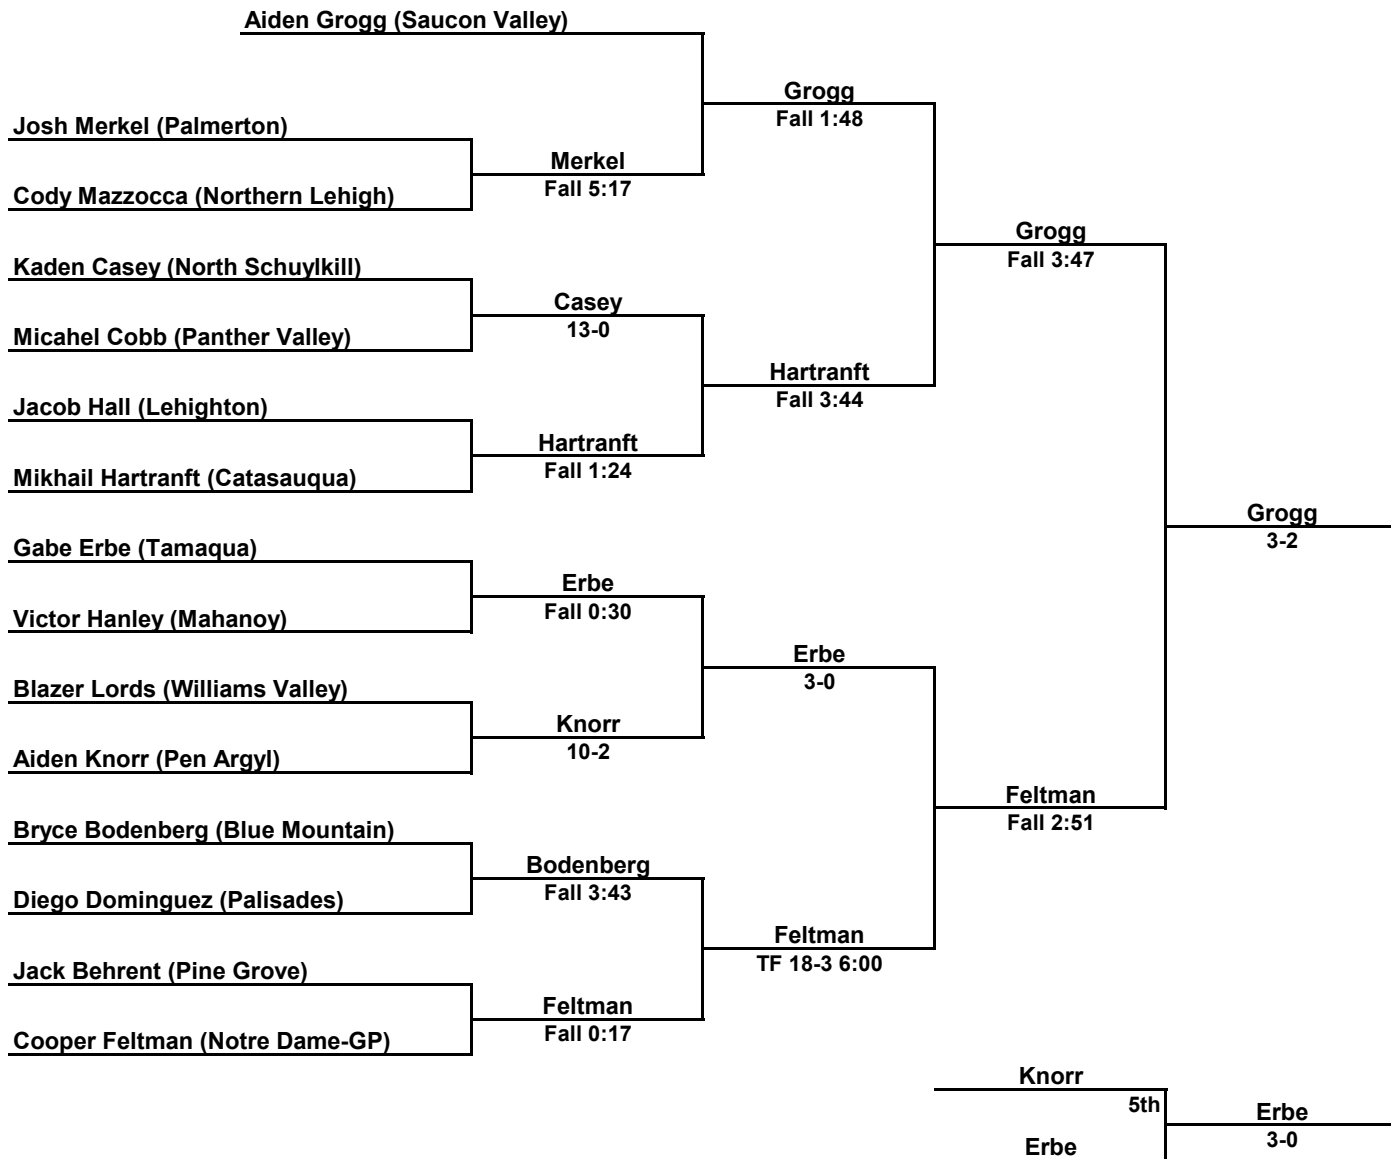 Aiden Grogg (Saucon Valley)
Grogg
Fall 1:48
Josh Merkel (Palmerton)
Merkel
Fall 5:17
Cody Mazzocca (Northern Lehigh)
Grogg
Fall 3:47
Kaden Casey (North Schuylkill)
Casey
13-0
Micahel Cobb (Panther Valley)
Hartranft
Fall 3:44
Jacob Hall (Lehighton)
Hartranft
Fall 1:24
Mikhail Hartranft (Catasauqua)
Grogg
3-2
Gabe Erbe (Tamaqua)
Erbe
Fall 0:30
Victor Hanley (Mahanoy)
Erbe
3-0
Blazer Lords (Williams Valley)
Knorr
10-2
Aiden Knorr (Pen Argyl)
Feltman
Fall 2:51
Bryce Bodenberg (Blue Mountain)
Bodenberg
Fall 3:43
Diego Dominguez (Palisades)
Feltman
TF 18-3 6:00
Jack Behrent (Pine Grove)
Feltman
Fall 0:17
Cooper Feltman (Notre Dame-GP)
Knorr
5th
Erbe
3-0
Erbe